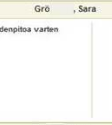 Grö , Sara
denpitoa varten